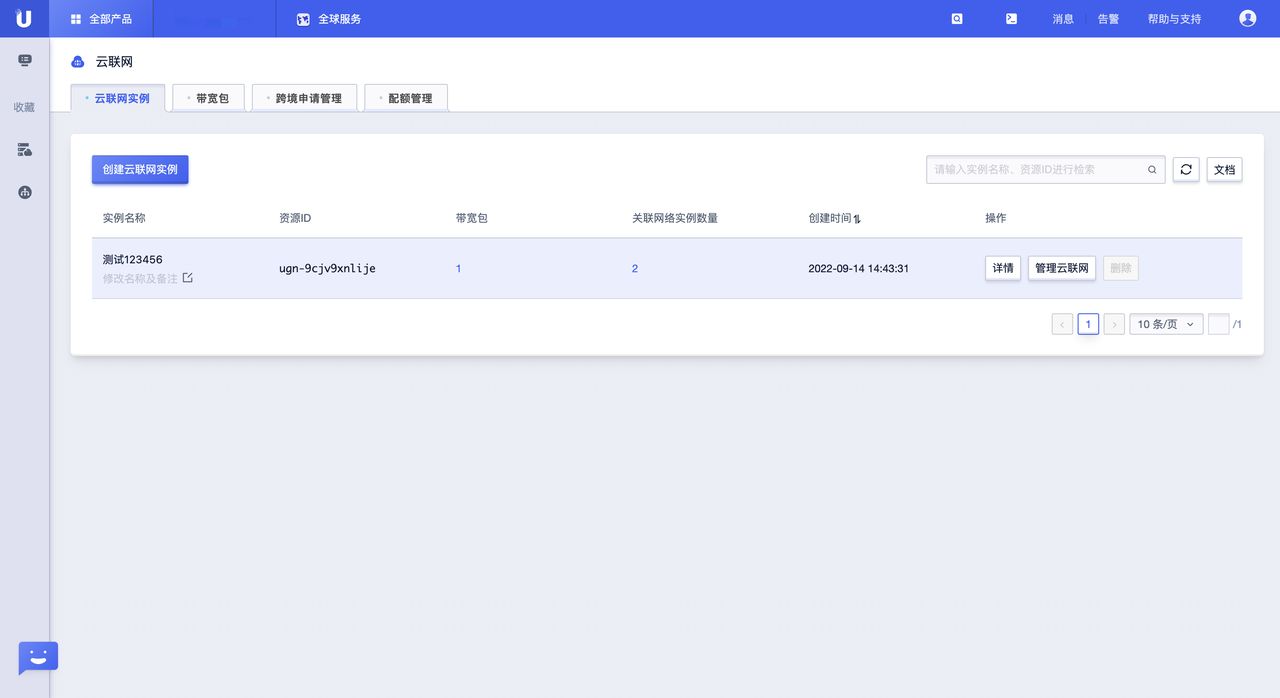 全部产品
全球服务
消息
告警
帮助与支持
云联网
收藏
云联网实例
带宽包
跨境申请管理
配额管理
创建云联网实例
请输入实例名称、资源ID进行检索
文档
实例名称 资源ID 带宽包 关联网络实例数量 创建时间 操作
测试123456
修改名称及备注
ugn-9cjv9xnlije 1 2 2022-09-14 14:43:31 详情 管理云联网 删除
1 10 条/页 /1